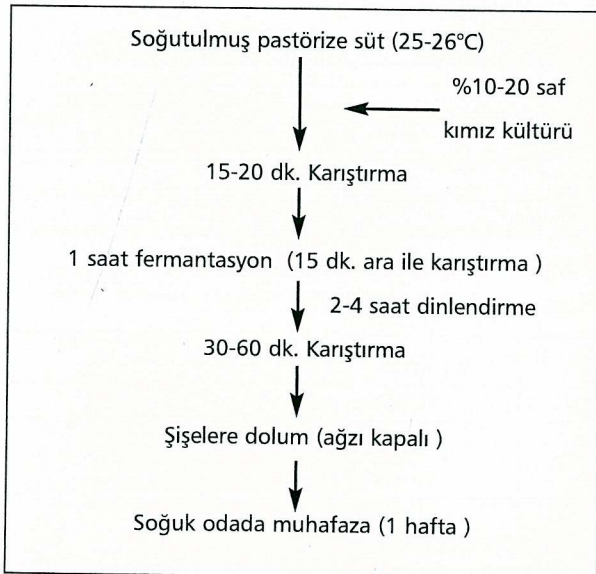 Soğutulmuş pastörize süt (25-26ºC)
%10-20 saf
kımız kültürü
15-20 dk. Karıştırma
1 saat fermantasyon (15 dk. ara ile karıştırma )
2-4 saat dinlendirme
30-60 dk. Karıştırma
Şişelere dolum (ağzı kapalı )
Soğuk odada muhafaza (1 hafta )